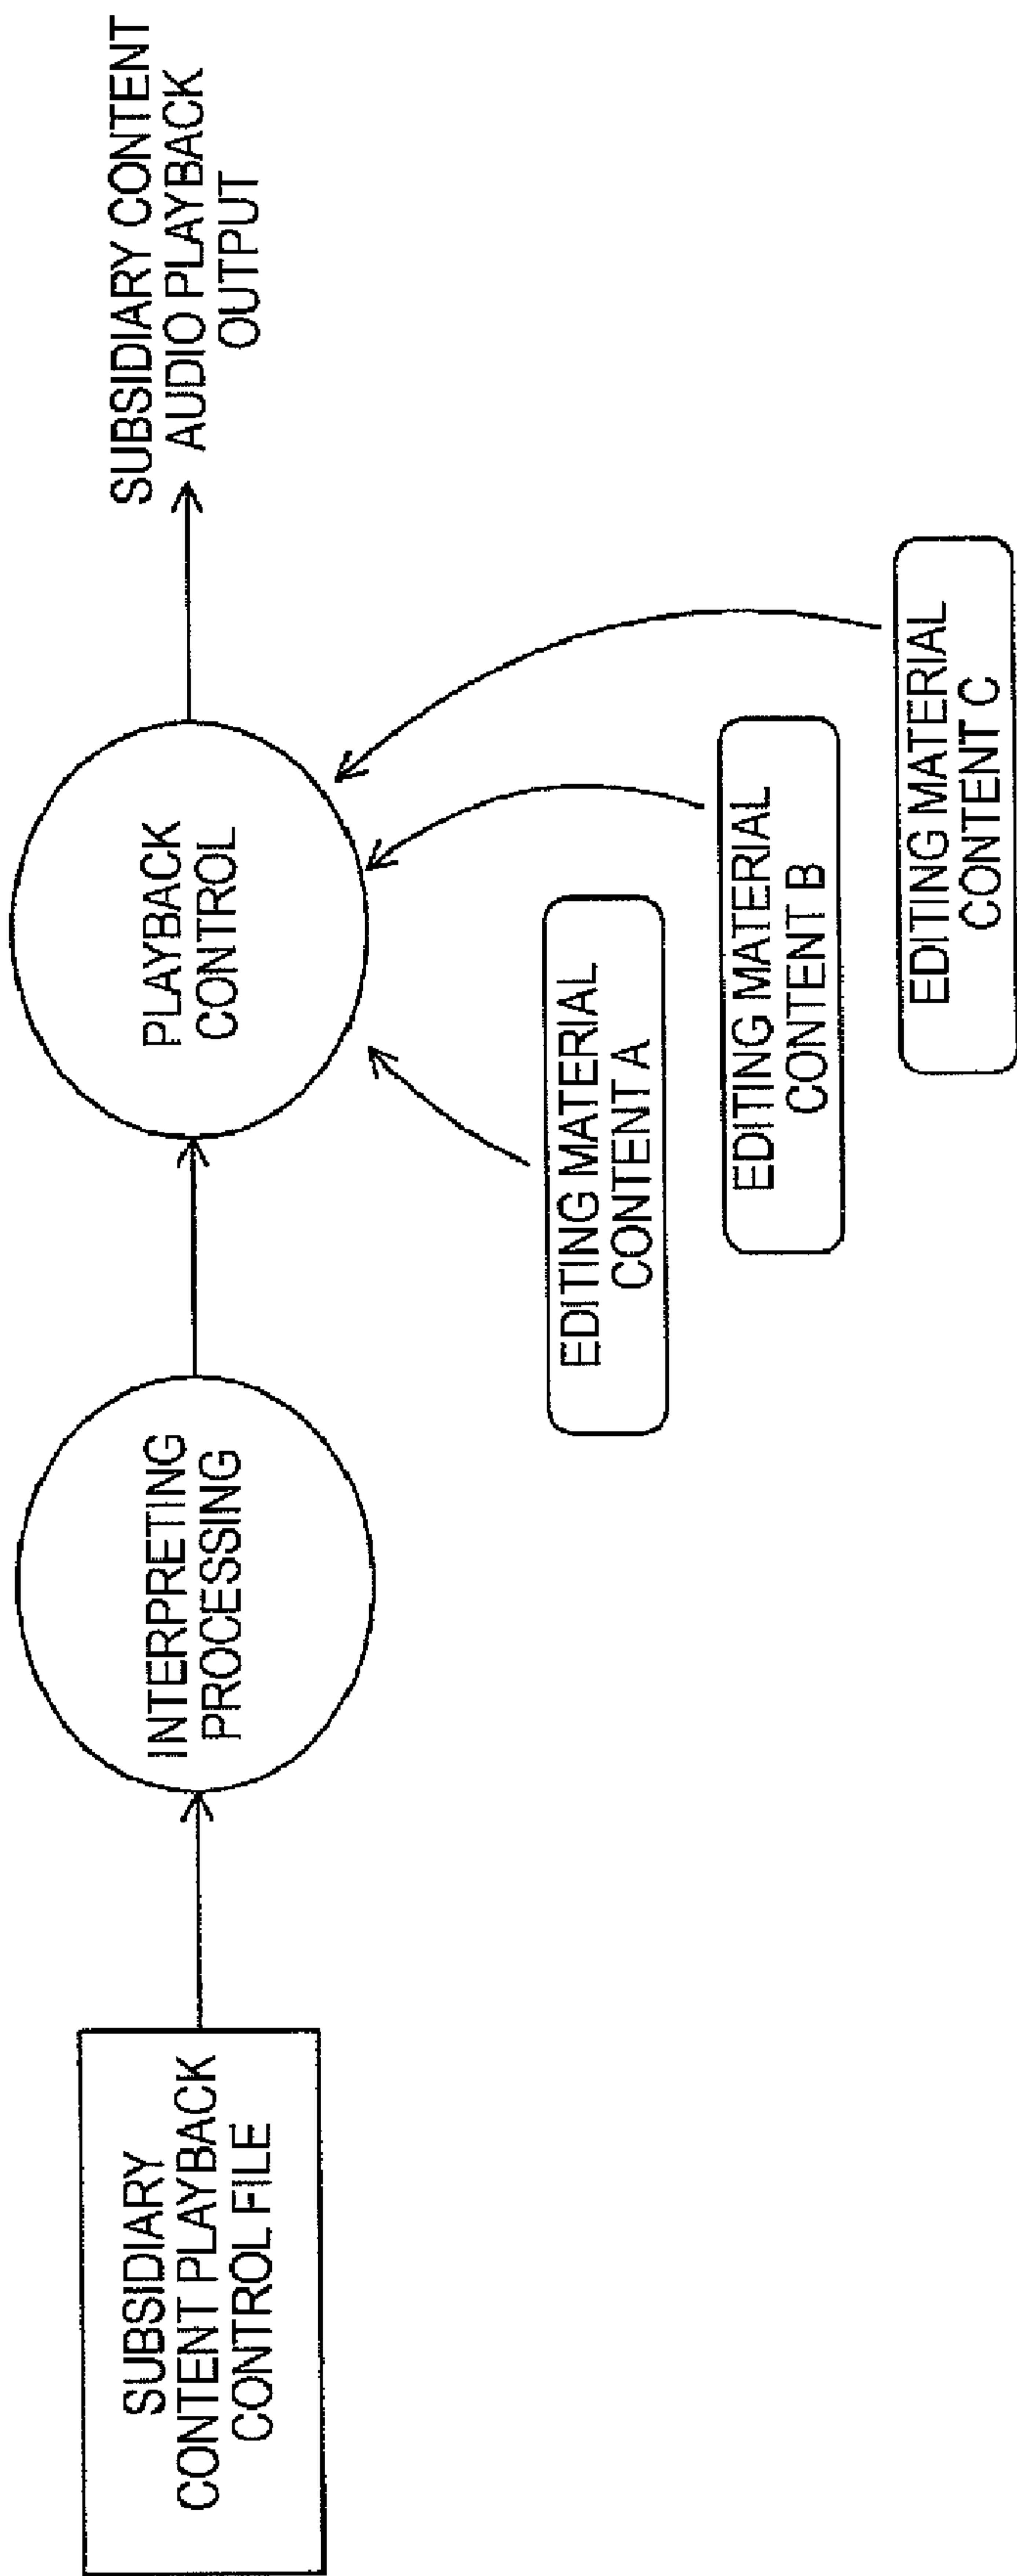 SUBSIDIARY
CONTENT PLAYBACK
CONTROL FILE
INTERPRETING
PROCESSING
PLAYBACK
CONTROL
SUBSIDIARY CONTENT
AUDIO PLAYBACK
OUTPUT
EDITING MATERIAL
CONTENT A
EDITING MATERIAL
CONTENT B
EDITING MATERIAL
CONTENT C